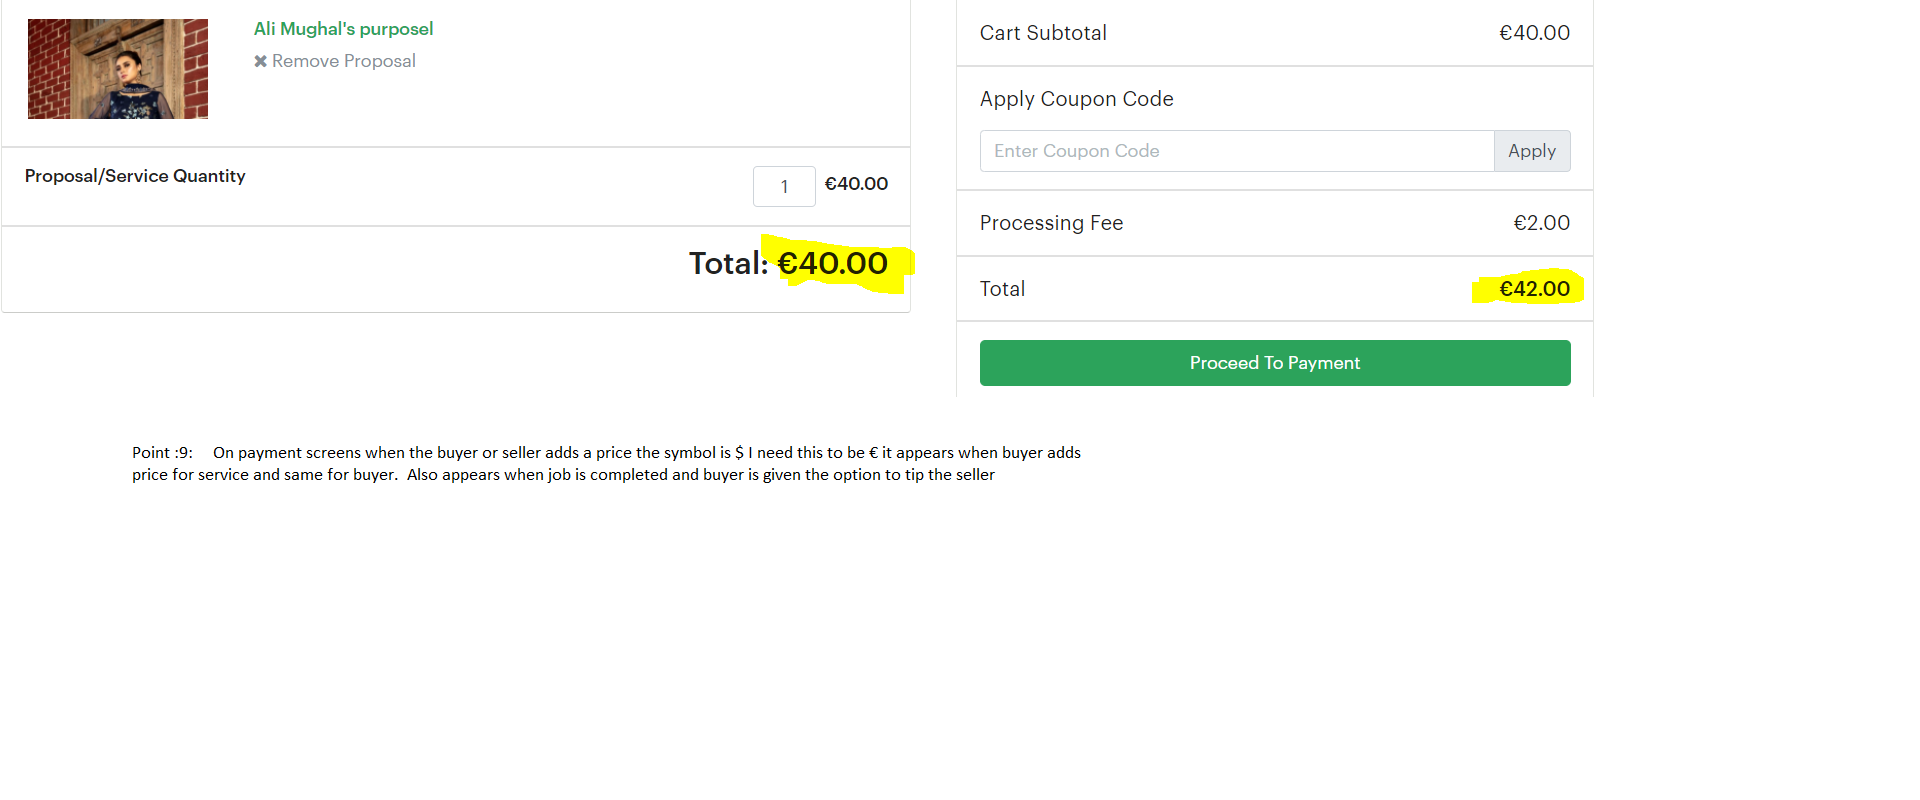 Ali Mughal's purposel
✖ Remove Proposal
Proposal/Service Quantity
1 €40.00
Total: €40.00
Cart Subtotal €40.00
Apply Coupon Code
Enter Coupon Code Apply
Processing Fee €2.00
Total €42.00
Proceed To Payment
Point :9: On payment screens when the buyer or seller adds a price the symbol is $ I need this to be € it appears when buyer adds
price for service and same for buyer. Also appears when job is completed and buyer is given the option to tip the seller